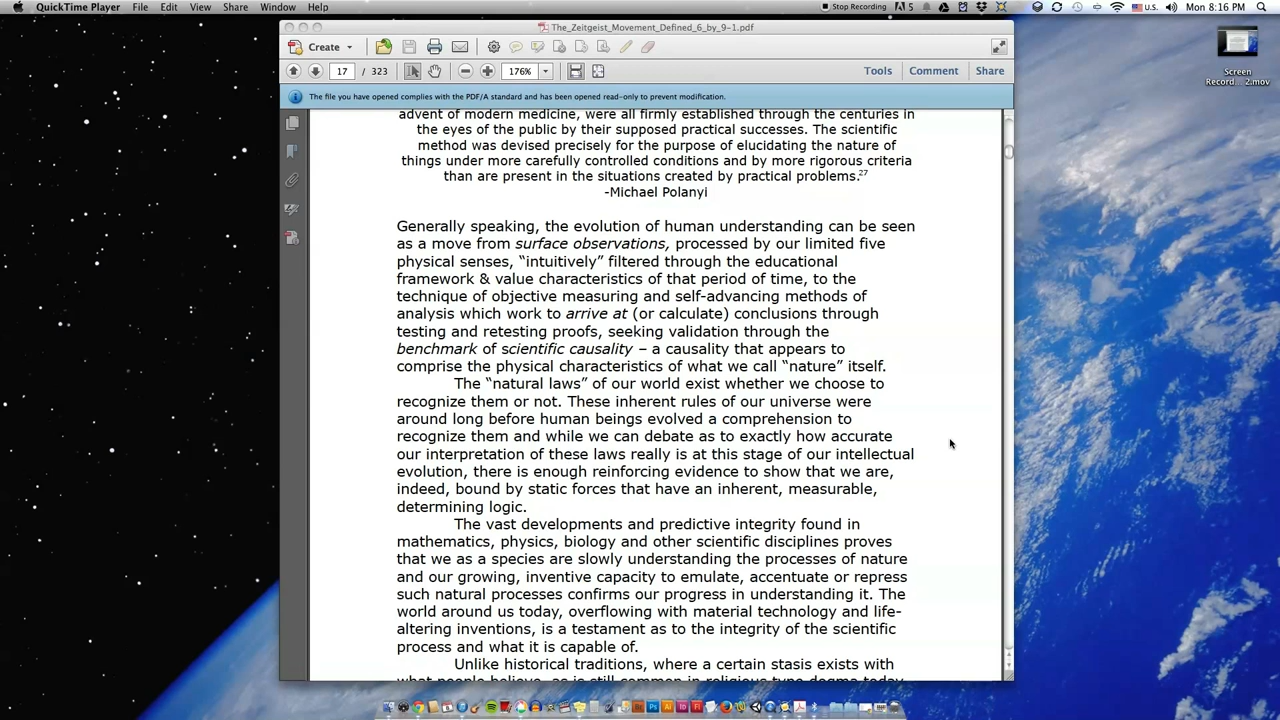 QuickTime Player File Edit View Share Window Help
Stop Recording
5
U.S.
Mon 8:16 PM
The_Zeitgeist_Movement_Defined_6_by_9-1.pdf
Create
17 / 323
176%
Tools
Comment
Share
The file you have opened complies with the PDF/A standard and has been opened read-only to prevent modification.
Screen
Record... 2.mov
advent of modern medicine, were all firmly established through the centuries in
the eyes of the public by their supposed practical successes. The scientific
method was devised precisely for the purpose of elucidating the nature of
things under more carefully controlled conditions and by more rigorous criteria
than are present in the situations created by practical problems.27
-Michael Polanyi
Generally speaking, the evolution of human understanding can be seen
as a move from surface observations, processed by our limited five
physical senses, “intuitively” filtered through the educational
framework & value characteristics of that period of time, to the
technique of objective measuring and self-advancing methods of
analysis which work to arrive at (or calculate) conclusions through
testing and retesting proofs, seeking validation through the
benchmark of scientific causality – a causality that appears to
comprise the physical characteristics of what we call “nature” itself.
The “natural laws” of our world exist whether we choose to
recognize them or not. These inherent rules of our universe were
around long before human beings evolved a comprehension to
recognize them and while we can debate as to exactly how accurate
our interpretation of these laws really is at this stage of our intellectual
evolution, there is enough reinforcing evidence to show that we are,
indeed, bound by static forces that have an inherent, measurable,
determining logic.
The vast developments and predictive integrity found in
mathematics, physics, biology and other scientific disciplines proves
that we as a species are slowly understanding the processes of nature
and our growing, inventive capacity to emulate, accentuate or repress
such natural processes confirms our progress in understanding it. The
world around us today, overflowing with material technology and life-
altering inventions, is a testament as to the integrity of the scientific
process and what it is capable of.
Unlike historical traditions, where a certain stasis exists with
what people believe, as is still common in religious type dogma today,